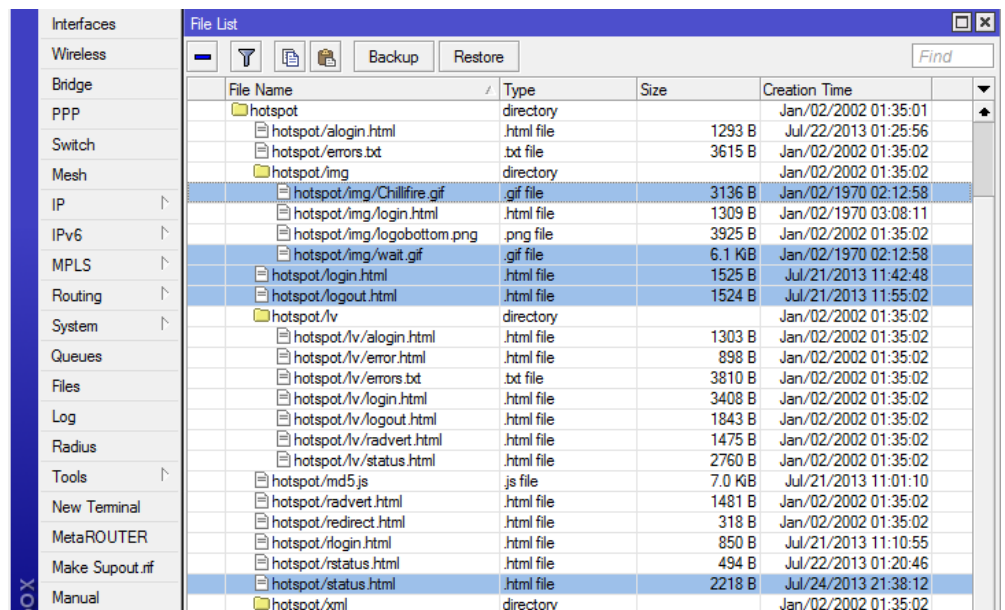 Interfaces
Wireless
Bridge
PPP
Switch
Mesh
IP
IPv6
MPLS
Routing
System
Queues
Files
Log
Radius
Tools
New Terminal
MetaROUTER
Make Supout.rif
Manual
File List
Backup Restore Find
File Name Type Size Creation Time
hotspot directory Jan/02/2002 01:35:01
hotspot/alogin.html .html file 1293 B Jul/22/2013 01:25:56
hotspot/errors.txt .txt file 3615 B Jan/02/2002 01:35:02
hotspot/img directory Jan/02/2002 01:35:02
hotspot/img/Chillifire.gif .gif file 3136 B Jan/02/1970 02:12:58
hotspot/img/login.html .html file 1309 B Jan/02/1970 03:08:11
hotspot/img/logobottom.png .png file 3925 B Jan/02/2002 01:35:02
hotspot/img/wait.gif .gif file 6.1 KiB Jan/02/1970 02:12:58
hotspot/login.html .html file 1525 B Jul/21/2013 11:42:48
hotspot/logout.html .html file 1524 B Jul/21/2013 11:55:02
hotspot/lv directory Jan/02/2002 01:35:02
hotspot/lv/alogin.html .html file 1303 B Jan/02/2002 01:35:02
hotspot/lv/error.html .html file 898 B Jan/02/2002 01:35:02
hotspot/lv/errors.txt .txt file 3810 B Jan/02/2002 01:35:02
hotspot/lv/login.html .html file 3408 B Jan/02/2002 01:35:02
hotspot/lv/logout.html .html file 1843 B Jan/02/2002 01:35:02
hotspot/lv/radvert.html .html file 1475 B Jan/02/2002 01:35:02
hotspot/lv/status.html .html file 2760 B Jan/02/2002 01:35:02
hotspot/md5.js .js file 7.0 KiB Jul/21/2013 11:01:10
hotspot/radvert.html .html file 1481 B Jan/02/2002 01:35:02
hotspot/redirect.html .html file 318 B Jan/02/2002 01:35:02
hotspot/rlogin.html .html file 850 B Jul/21/2013 11:10:55
hotspot/rstatus.html .html file 494 B Jul/22/2013 01:20:46
hotspot/status.html .html file 2218 B Jul/24/2013 21:38:12
hotspot/xml directory Jan/02/2002 01:35:02